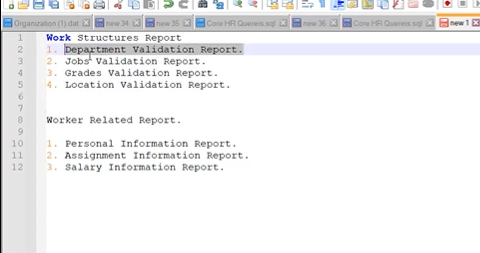 Organization (1).dat new 34 new 35 Core HR Quereis.sql new 36 Core HR Quereis.sql new 1
1 Work Structures Report
2 1. Department Validation Report.
3 2. Jobs Validation Report.
4 3. Grades Validation Report.
5 4. Location Validation Report.
6
7
8 Worker Related Report.
9
10 1. Personal Information Report.
11 2. Assignment Information Report.
12 3. Salary Information Report.